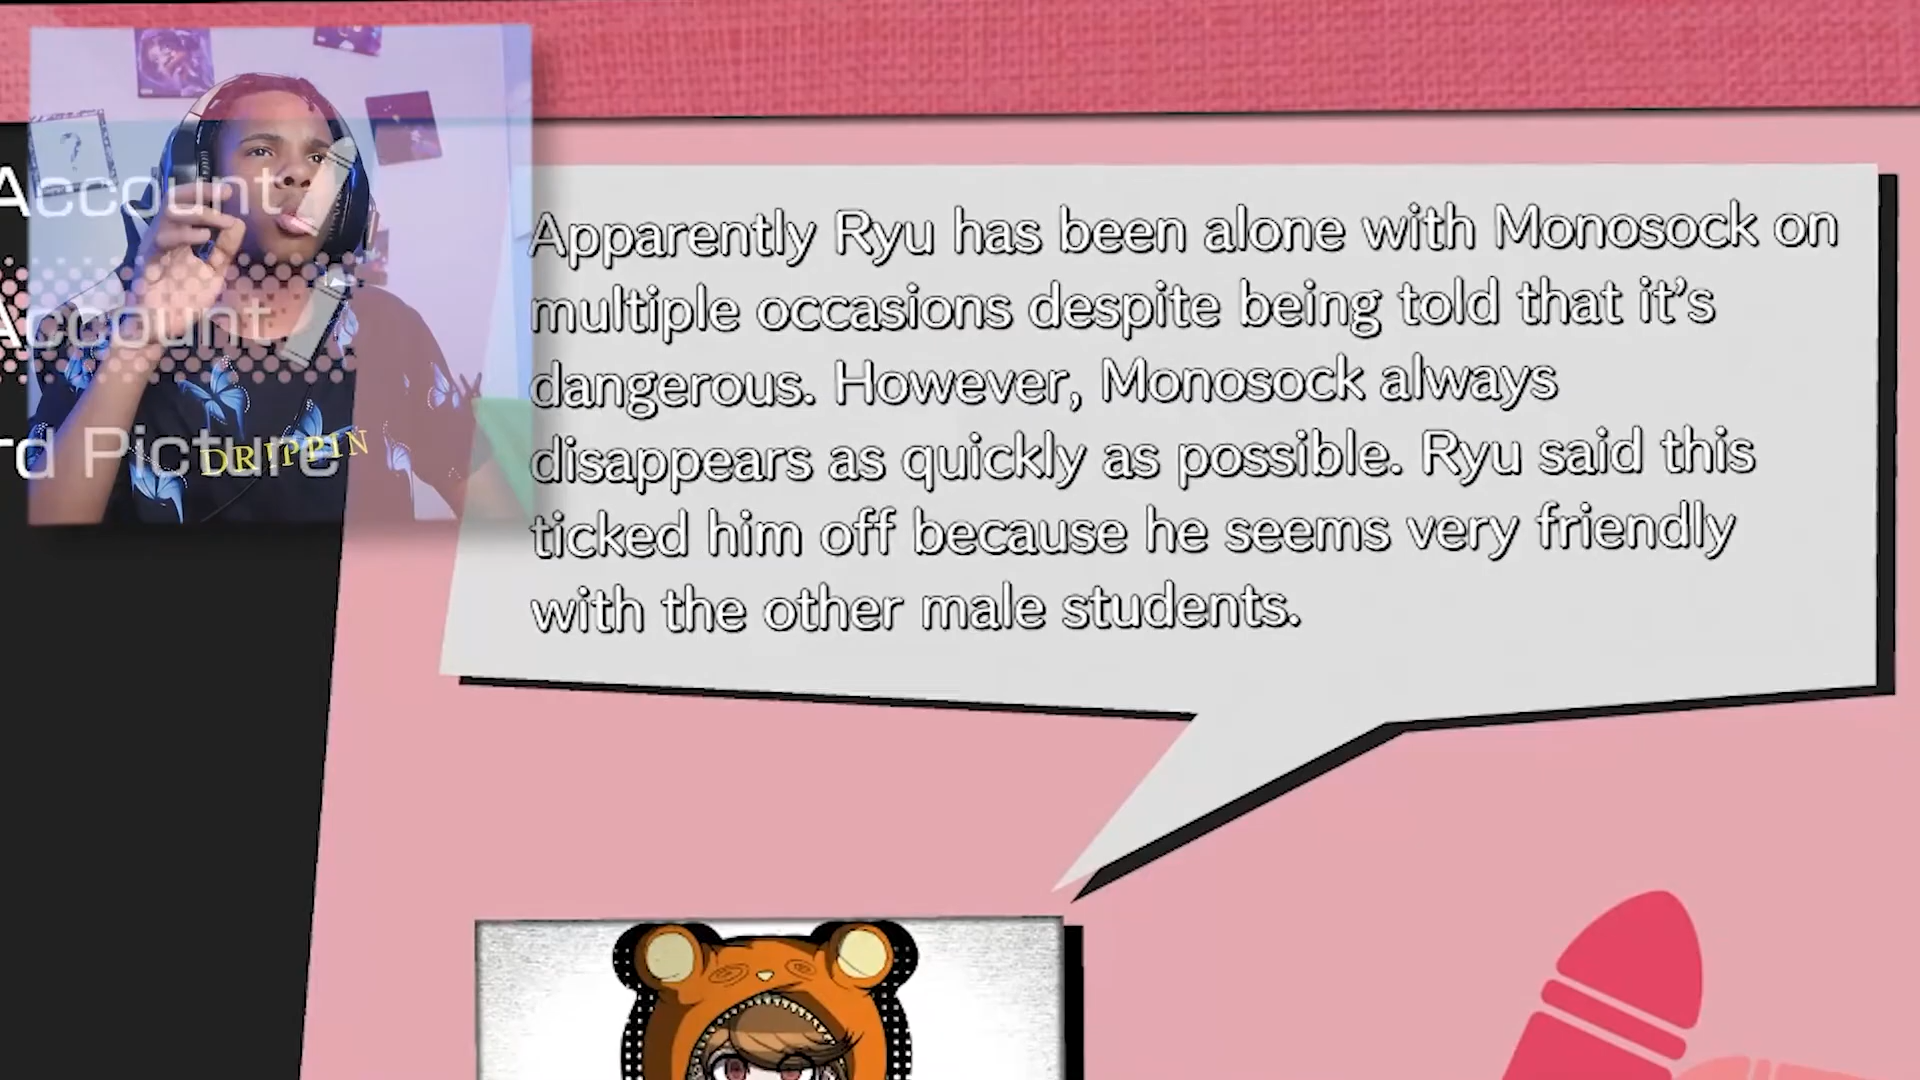 Account
Account
rd Picture
DRIPPIN
?
Apparently Ryu has been alone with Monosock on
multiple occasions despite being told that it's
dangerous. However, Monosock always
disappears as quickly as possible. Ryu said this
ticked him off because he seems very friendly
with the other male students.